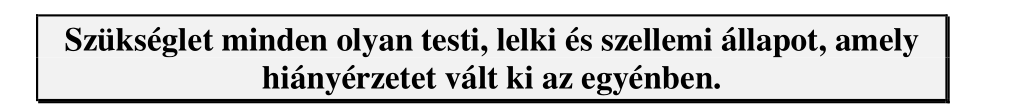 Szükséglet minden olyan testi, lelki és szellemi állapot, amely
hiányérzetet vált ki az egyénben.